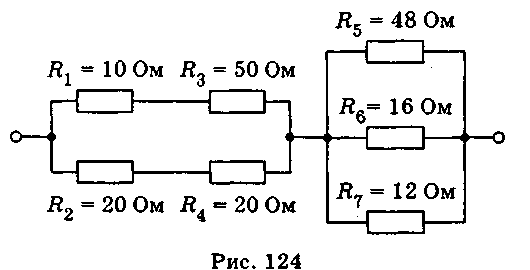 R5 = 48 Ом
R1 = 10 Ом R3 = 50 Ом
R6 = 16 Ом
R2 = 20 Ом R4 = 20 Ом
R7 = 12 Ом
Рис. 124